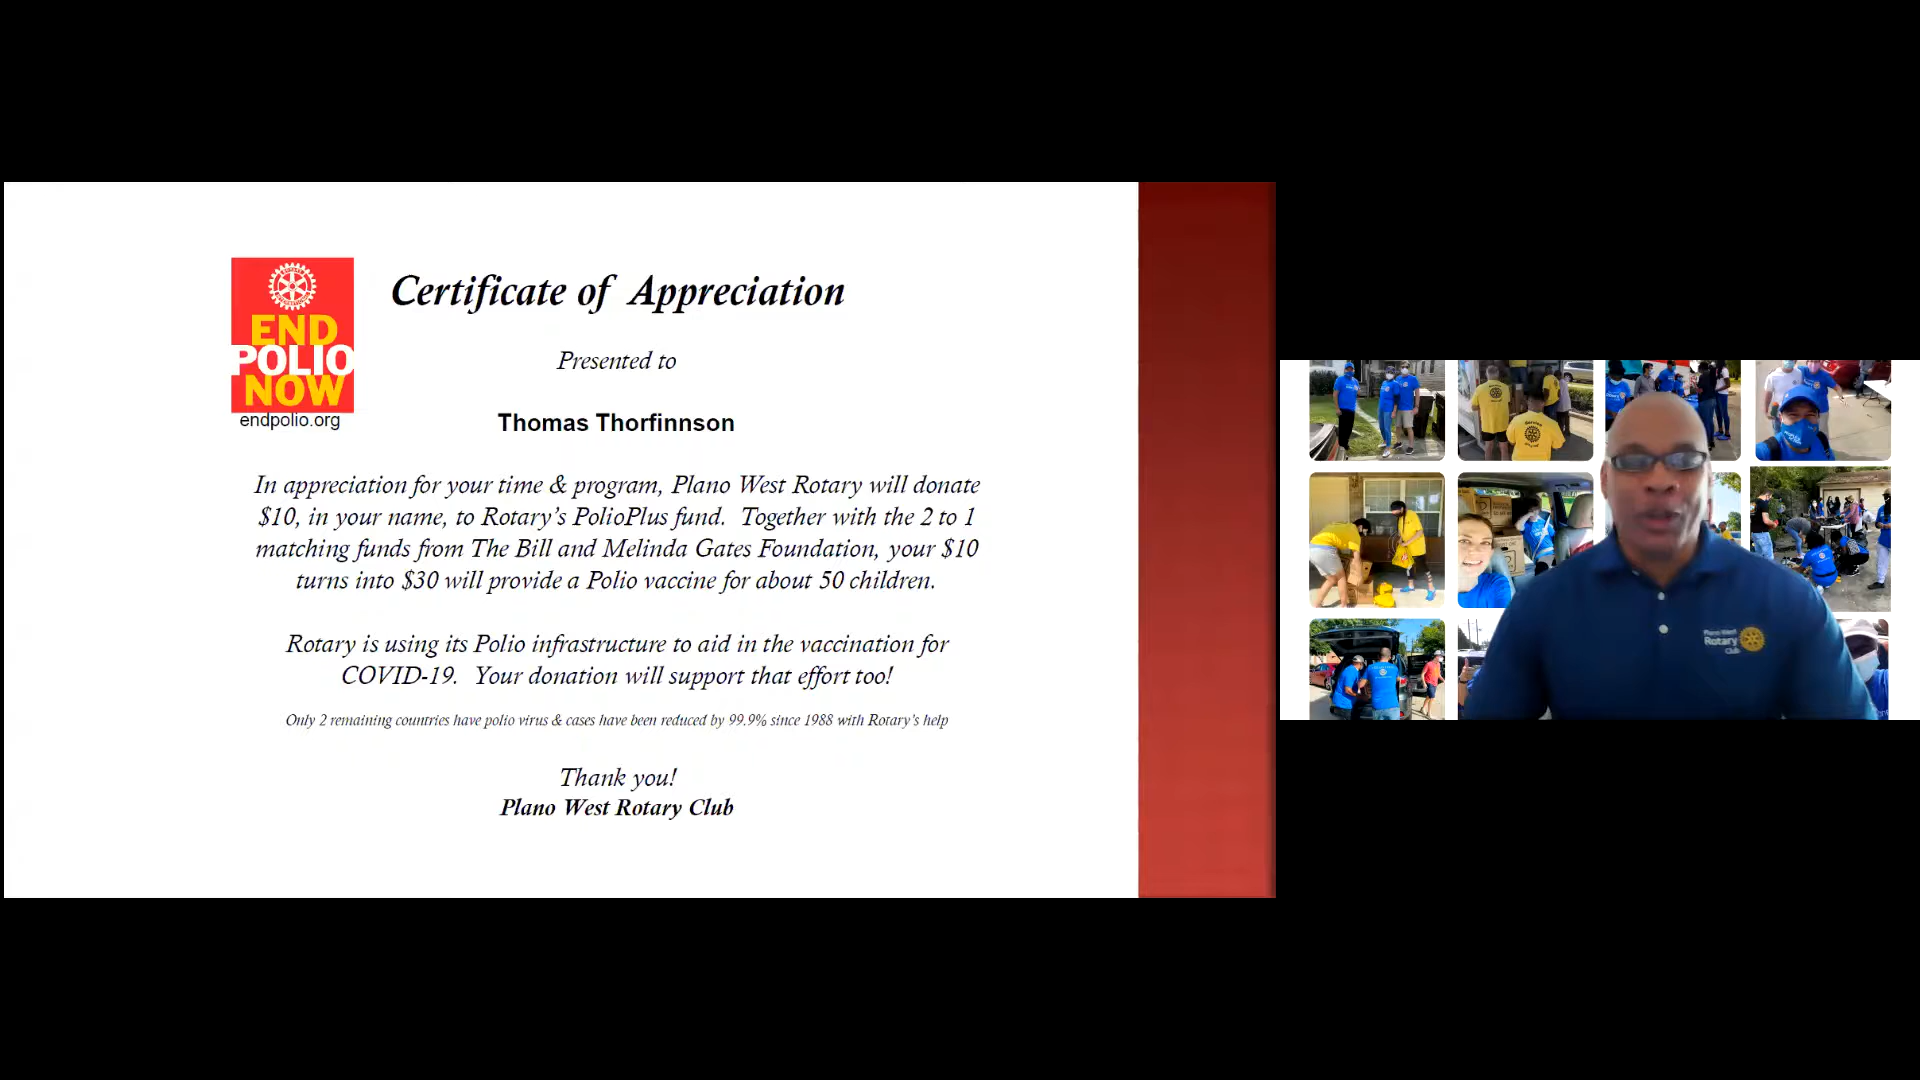 END
POLIO
NOW
endpolio.org
Certificate of Appreciation
Presented to
Thomas Thorfinnson
In appreciation for your time & program, Plano West Rotary will donate
$10, in your name, to Rotary's PolioPlus fund. Together with the 2 to 1
matching funds from The Bill and Melinda Gates Foundation, your $10
turns into $30 will provide a Polio vaccine for about 50 children.
Rotary is using its Polio infrastructure to aid in the vaccination for
COVID-19. Your donation will support that effort too!
Only 2 remaining countries have polio virus & cases have been reduced by 99.9% since 1988 with Rotary's help
Thank you!
Plano West Rotary Club
Plano West
Rotary
Club